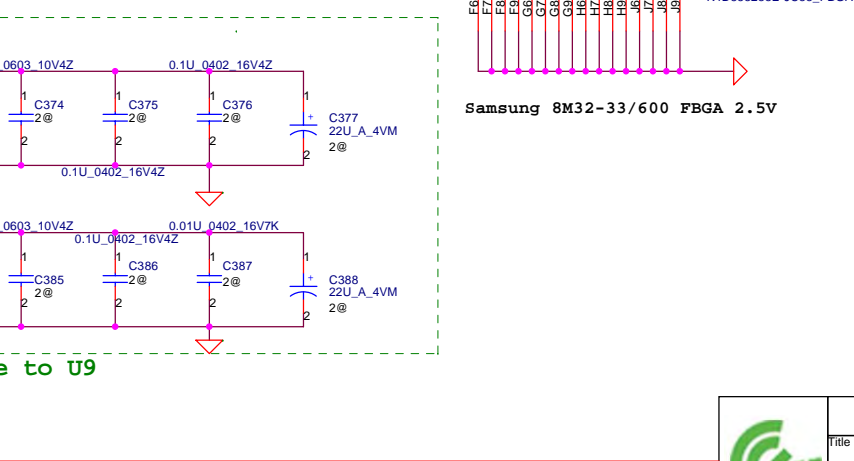 F6 F7 F8 F9 G6 G7 G8 G9 H6 H7 H8 H9 J6 J7 J8 J9
_0603_10V4Z
0.1U_0402_16V4Z
1
1
1
1
C374
2@
C375
2@
C376
2@
+
C377
22U_A_4VM
2@
2
2
2
2
0.1U_0402_16V4Z
Samsung 8M32-33/600 FBGA 2.5V
_0603_10V4Z
0.01U_0402_16V7K
0.1U_0402_16V4Z
1
1
1
1
C385
2@
C386
2@
C387
2@
+
C388
22U_A_4VM
2@
2
2
2
2
e to U9
Title